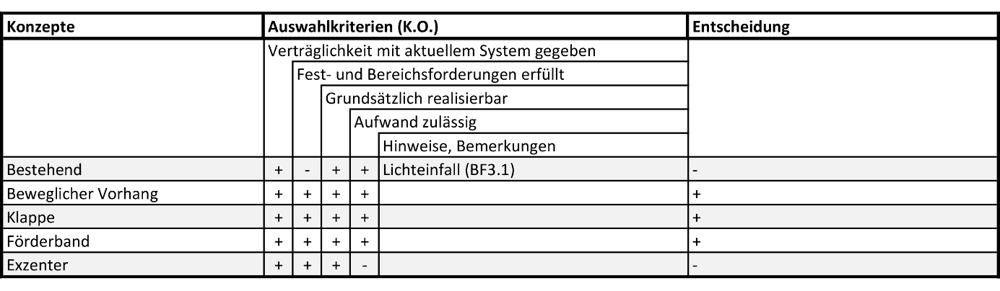 Konzepte Auswahlkriterien (K.O.) Entscheidung
Verträglichkeit mit aktuellem System gegeben
Fest- und Bereichsforderungen erfüllt
Grundsätzlich realisierbar
Aufwand zulässig
Hinweise, Bemerkungen
Bestehend + - + + Lichteinfall (BF3.1) -
Beweglicher Vorhang + + + + +
Klappe + + + + +
Förderband + + + + +
Exzenter + + + - -